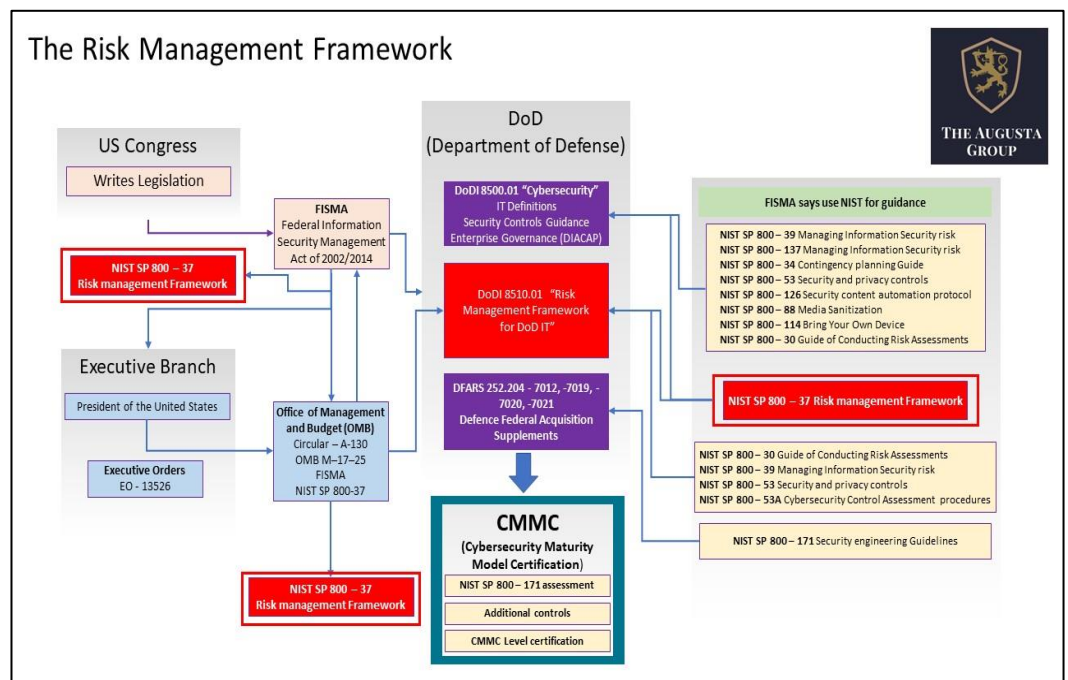 The Risk Management Framework
THE AUGUSTA
GROUP
US Congress
Writes Legislation
NIST SP 800 – 37
Risk management Framework
FISMA
Federal Information
Security Management
Act of 2002/2014
Executive Branch
President of the United States
Executive Orders
EO - 13526
Office of Management
and Budget (OMB)
Circular – A-130
OMB M–17–25
FISMA
NIST SP 800-37
NIST SP 800 – 37
Risk management Framework
DoD
(Department of Defense)
DoDI 8500.01 “Cybersecurity”
IT Definitions
Security Controls Guidance
Enterprise Governance (DIACAP)
DoDI 8510.01 “Risk
Management Framework
for DoD IT”
DFARS 252.204 - 7012, -7019, -
7020, -7021
Defence Federal Acquisition
Supplements
CMMC
(Cybersecurity Maturity
Model Certification)
NIST SP 800 – 171 assessment
Additional controls
CMMC Level certification
FISMA says use NIST for guidance
NIST SP 800 – 39 Managing Information Security risk
NIST SP 800 – 137 Managing Information Security risk
NIST SP 800 – 34 Contingency planning Guide
NIST SP 800 – 53 Security and privacy controls
NIST SP 800 – 126 Security content automation protocol
NIST SP 800 – 88 Media Sanitization
NIST SP 800 – 114 Bring Your Own Device
NIST SP 800 – 30 Guide of Conducting Risk Assessments
NIST SP 800 – 37 Risk management Framework
NIST SP 800 – 30 Guide of Conducting Risk Assessments
NIST SP 800 – 39 Managing Information Security risk
NIST SP 800 – 53 Security and privacy controls
NIST SP 800 – 53A Cybersecurity Control Assessment procedures
NIST SP 800 – 171 Security engineering Guidelines